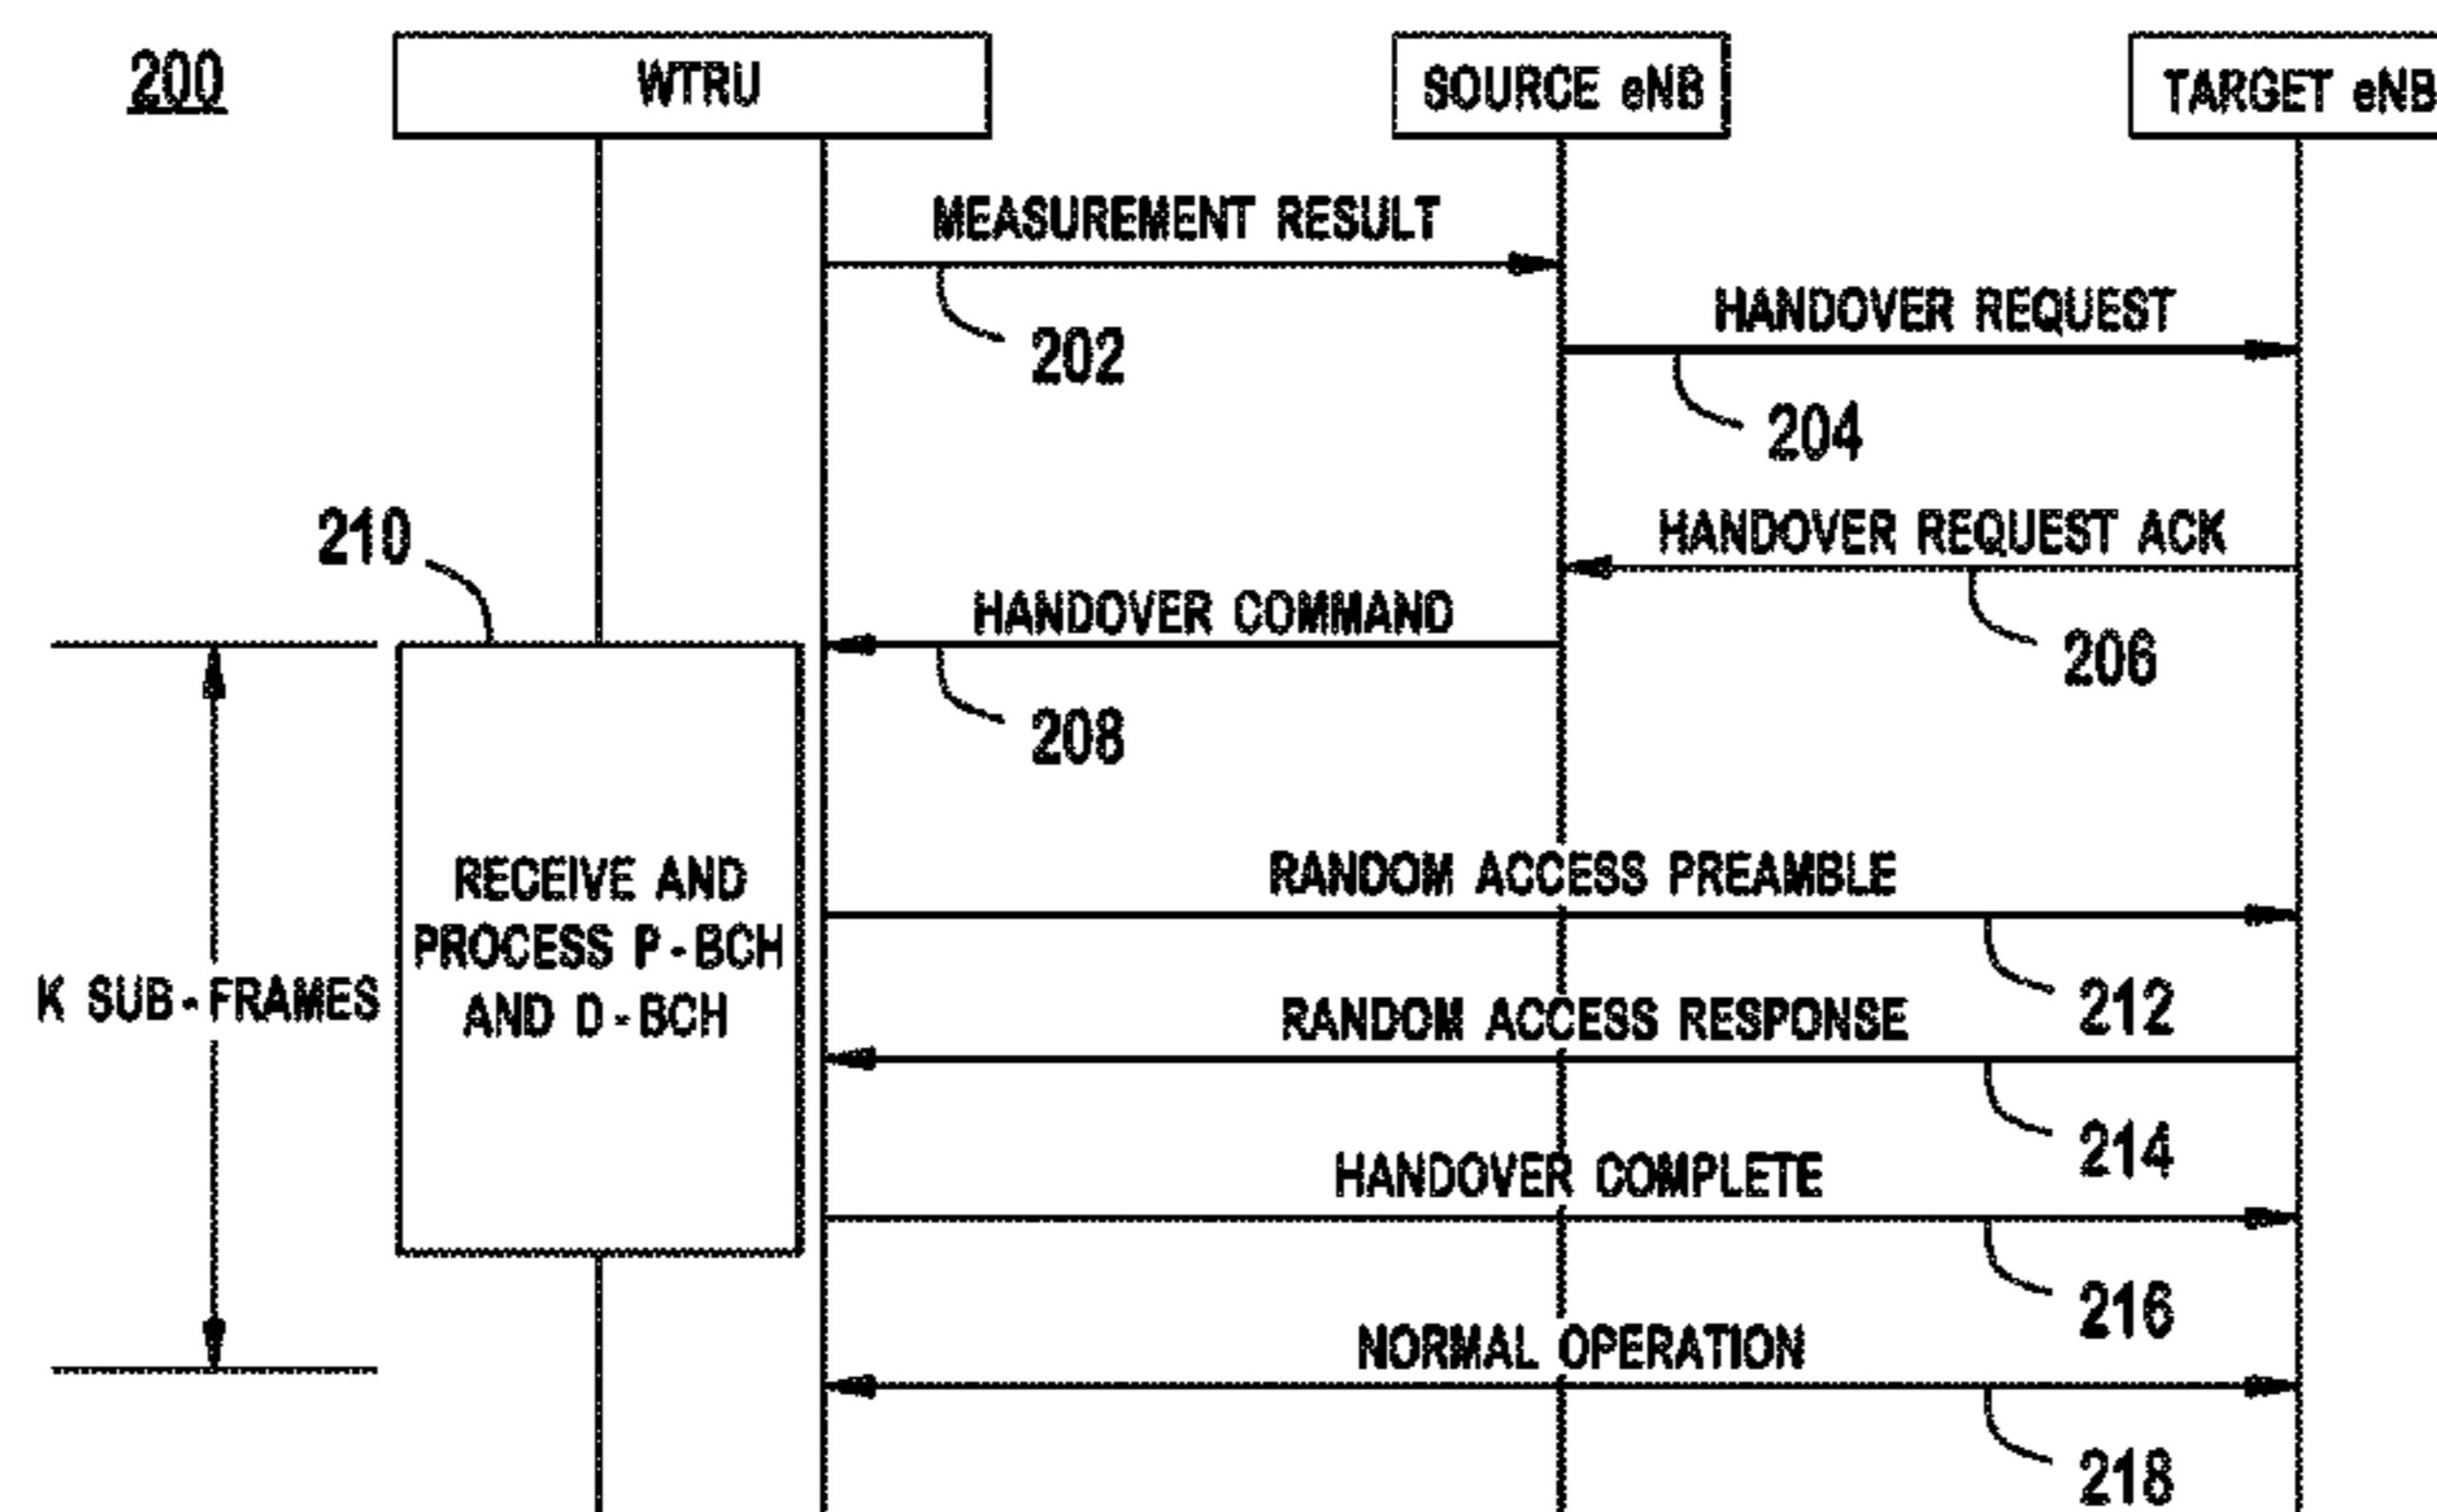 200
WTRU
SOURCE eNB
TARGET eNB
MEASUREMENT RESULT
202
HANDOVER REQUEST
204
HANDOVER REQUEST ACK
206
210
HANDOVER COMMAND
208
RECEIVE AND
PROCESS P-BCH
AND D-BCH
K SUB-FRAMES
RANDOM ACCESS PREAMBLE
212
RANDOM ACCESS RESPONSE
214
HANDOVER COMPLETE
216
NORMAL OPERATION
218